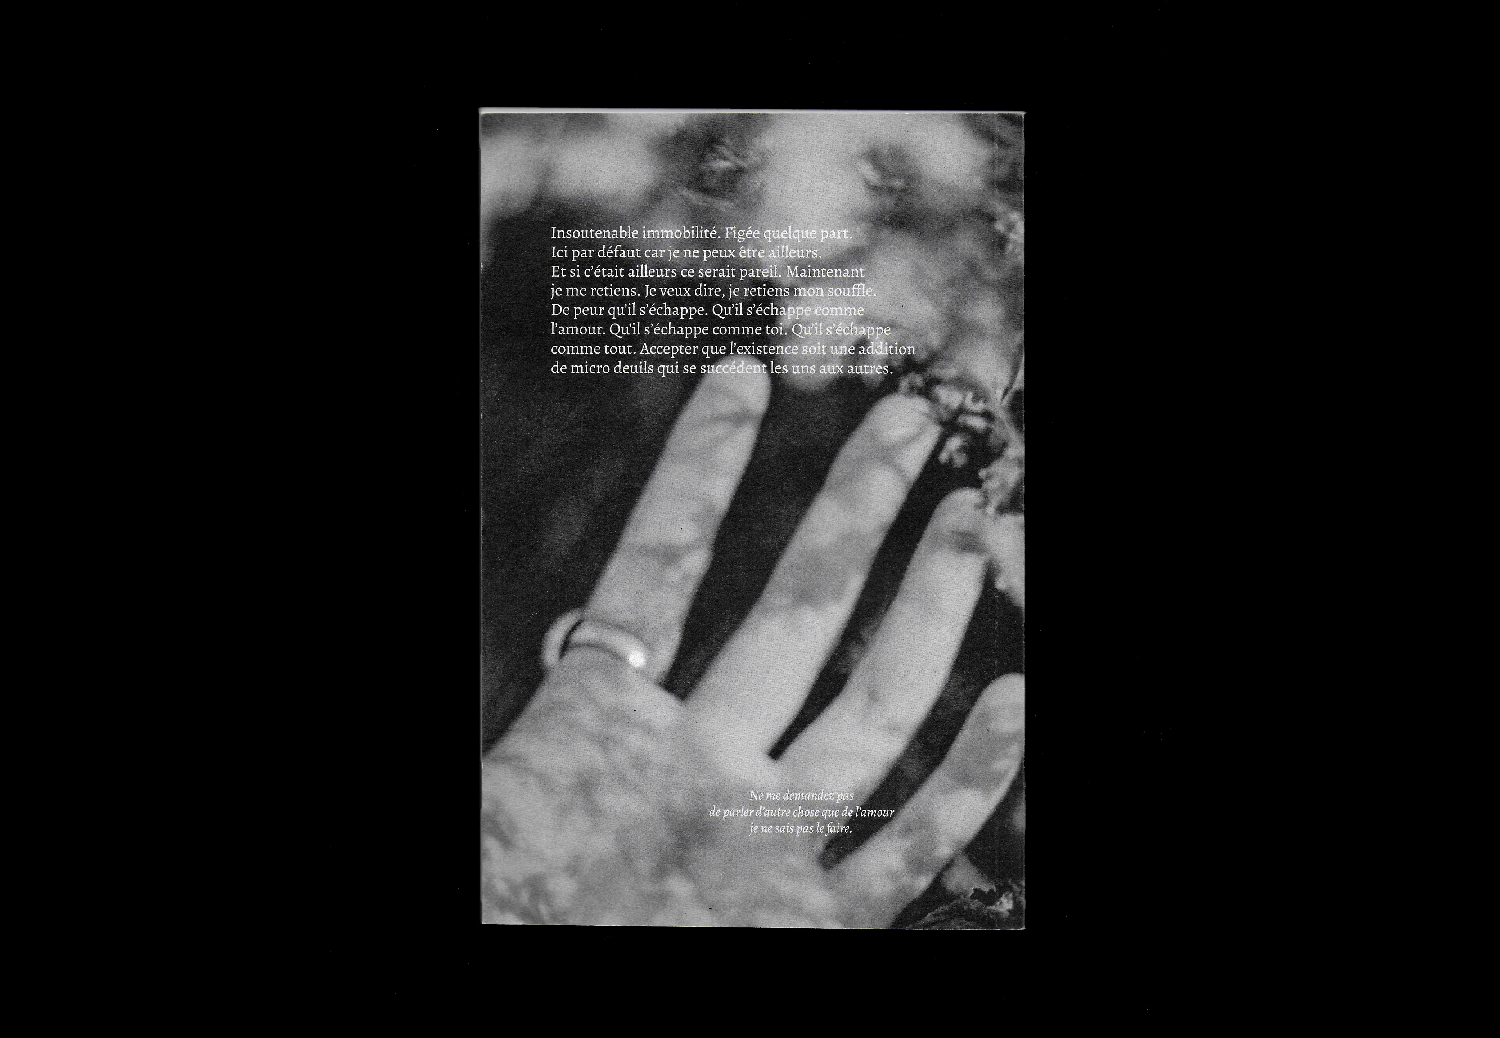 Insoutenable immobilité. Figée quelque part.
Ici par défaut car je ne peux être ailleurs.
Et si c'était ailleurs ce serait pareil. Maintenant
je me retiens. Je veux dire, je retiens mon souffle.
De peur qu'il s'échappe. Qu'il s'échappe comme
l'amour. Qu'il s'échappe comme toi. Qu'il s'échappe
comme tout. Accepter que l'existence soit une addition
de micro deuils qui se succèdent les uns aux autres.
Ne me demandez pas
de parler d'autre chose que de l'amour
je ne sais pas le faire.